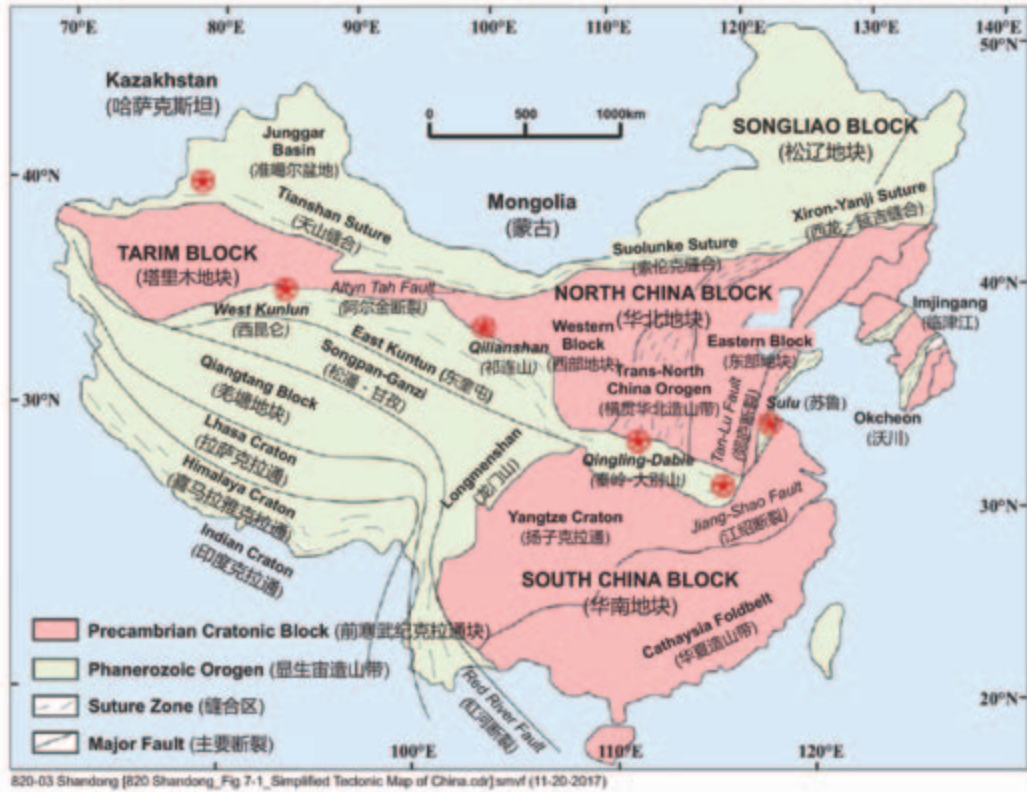 70°E 80°E 90°E 100°E 110°E 120°E 130°E 140°E
50°N
Kazakhstan
(哈萨克斯坦)
0 500 1000km
Junggar
Basin
(准噶尔盆地)
SONGLIAO BLOCK
(松辽地块)
40°N
Tianshan Suture
(天山缝合)
Mongolia
(蒙古)
Xiron-Yanji Suture
(西龙-延吉缝合)
Suolunke Suture
(索伦克缝合)
TARIM BLOCK
(塔里木地块)
Altyn Tah Fault
(阿尔金断裂)
NORTH CHINA BLOCK
(华北地块)
40°N
Imjingang
(临津江)
West Kunlun
(西昆仑)
Western
Block
(西部地块)
Eastern Block
(东部地块)
Qilianshan
(祁连山)
East Kuntun (东童屯)
Songpan-Ganzi
(松潘·甘孜)
Trans-North
China Orogen
(横贯华北造山带)
Qiangtang Block
(羌塘地块)
30°N
Tan-Lu Fault
(郯庐断裂)
Sulu (苏鲁)
Okcheon
(沃川)
Lhasa Craton
(拉萨克拉通)
Longmenshan
(龙门山)
Qingling-Dabie
(秦岭-大别山)
Himalaya Craton
(喜马拉雅克拉通)
Jiang-Shao Fault
(江绍断裂)
30°N
Yangtze Craton
(扬子克拉通)
Indian Craton
(印度克拉通)
SOUTH CHINA BLOCK
(华南地块)
Cathaysia Foldbelt
(华夏造山带)
Precambrian Cratonic Block (前寒武纪克拉通块)
Phanerozoic Orogen (显生宙造山带)
Suture Zone (缝合区)
Major Fault (主要断裂)
Red River Fault
(红河断裂)
20°N
100°E 110°E 120°E
820-03 Shandong [820 Shandong_Fig 7-1_Simplified Tectonic Map of China.cdr] smvf (11-20-2017)